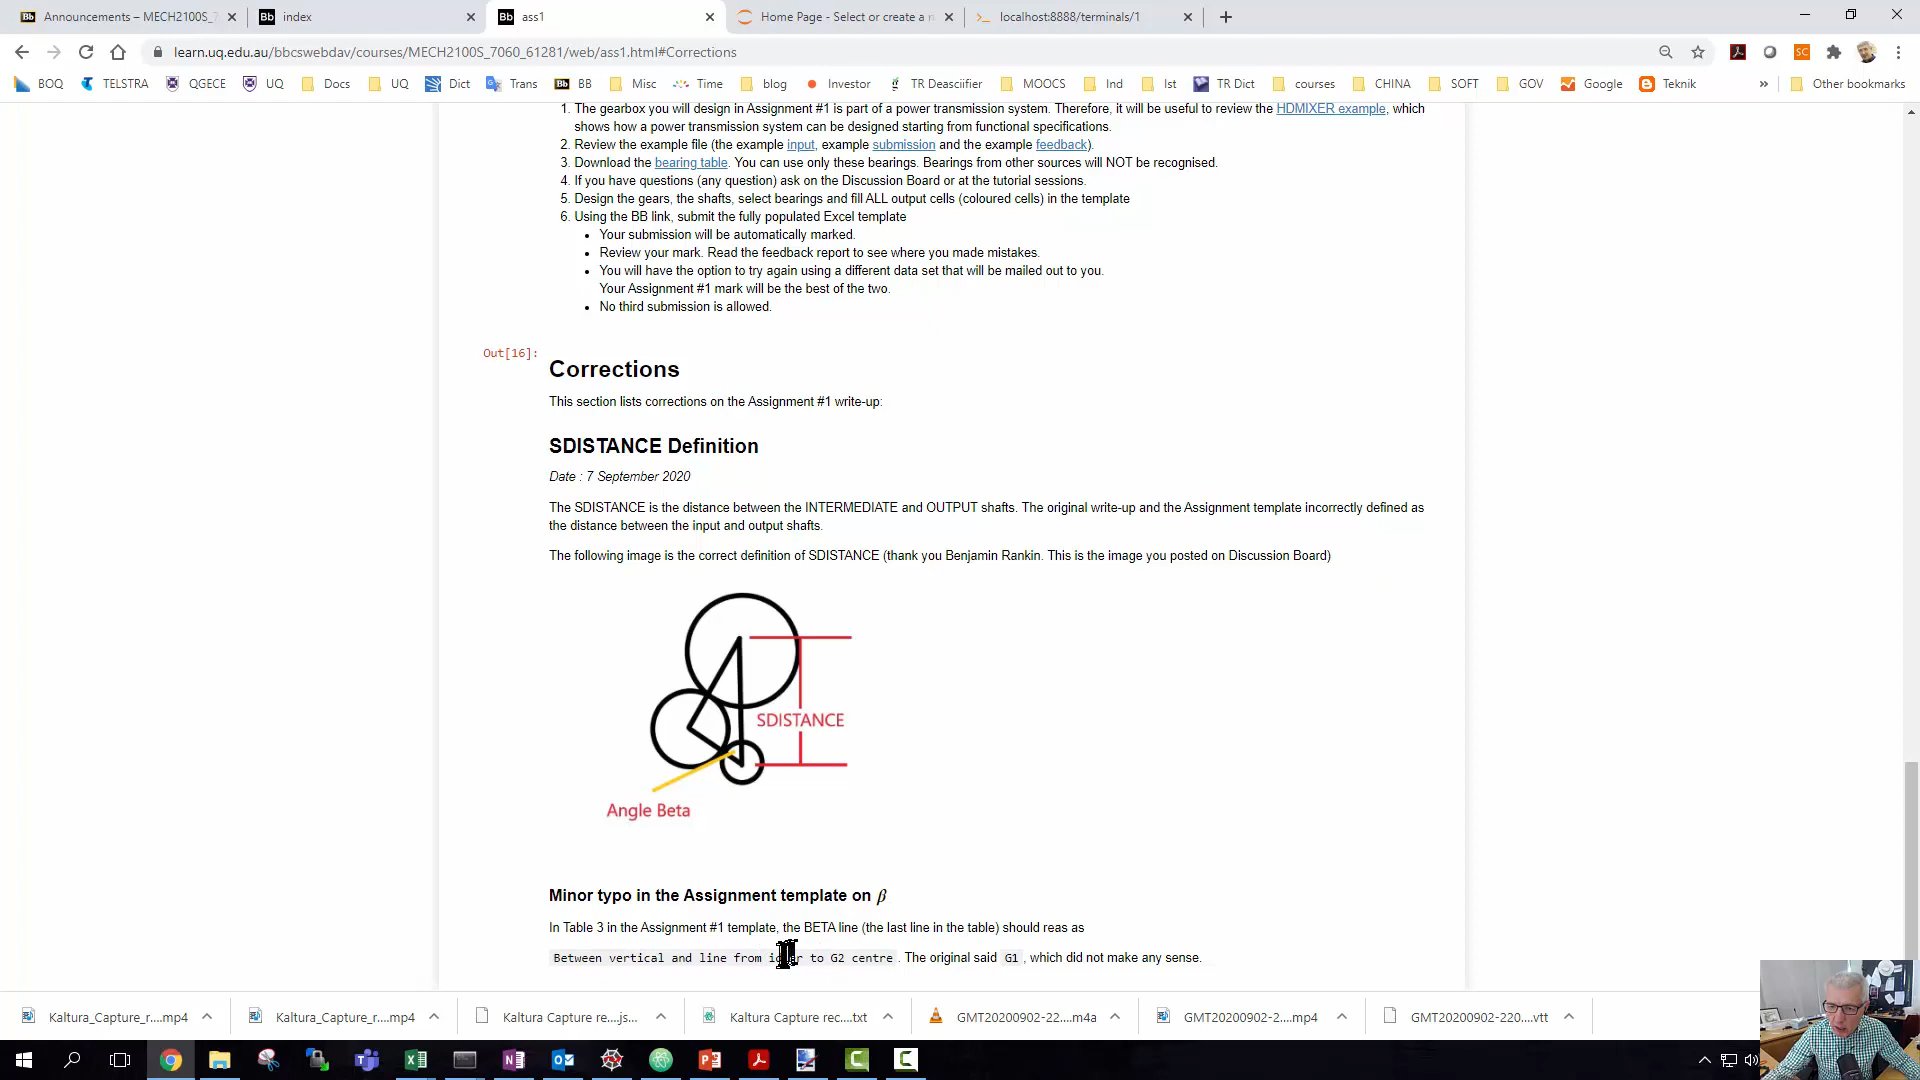 Announcements – MECH2100S_7
index
ass1
Home Page - Select or create a n
localhost:8888/terminals/1
learn.uq.edu.au/bbcswebdav/courses/MECH2100S_7060_61281/web/ass1.html#Corrections
BOQ TELSTRA QGECE UQ Docs UQ Dict Trans BB Misc Time blog Investor TR Deasciifier MOOCS Ind Ist TR Dict courses CHINA SOFT GOV Google Teknik » Other bookmarks
1. The gearbox you will design in Assignment #1 is part of a power transmission system. Therefore, it will be useful to review the HDMIXER example, which
shows how a power transmission system can be designed starting from functional specifications.
2. Review the example file (the example input, example submission and the example feedback).
3. Download the bearing table. You can use only these bearings. Bearings from other sources will NOT be recognised.
4. If you have questions (any question) ask on the Discussion Board or at the tutorial sessions.
5. Design the gears, the shafts, select bearings and fill ALL output cells (coloured cells) in the template
6. Using the BB link, submit the fully populated Excel template
• Your submission will be automatically marked.
• Review your mark. Read the feedback report to see where you made mistakes.
• You will have the option to try again using a different data set that will be mailed out to you.
Your Assignment #1 mark will be the best of the two.
• No third submission is allowed.
Out[16]:
Corrections
This section lists corrections on the Assignment #1 write-up:
SDISTANCE Definition
Date : 7 September 2020
The SDISTANCE is the distance between the INTERMEDIATE and OUTPUT shafts. The original write-up and the Assignment template incorrectly defined as
the distance between the input and output shafts.
The following image is the correct definition of SDISTANCE (thank you Benjamin Rankin. This is the image you posted on Discussion Board)
SDISTANCE
Angle Beta
Minor typo in the Assignment template on β
In Table 3 in the Assignment #1 template, the BETA line (the last line in the table) should reas as
Between vertical and line from to G2 centre . The original said G1 , which did not make any sense.
Kaltura_Capture_r....mp4
Kaltura_Capture_r....mp4
Kaltura Capture re....js...
Kaltura Capture rec....txt
GMT20200902-22....m4a
GMT20200902-2....mp4
GMT20200902-220....vtt